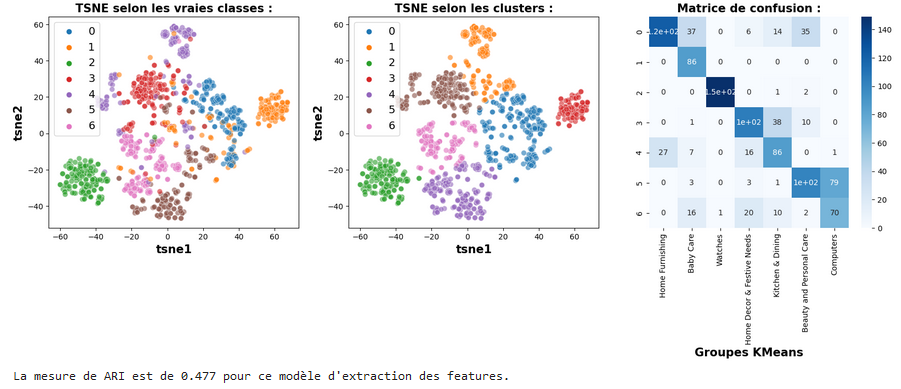 TSNE selon les vraies classes :
60
40
20
0
−20
−40
−60
−40
−20
0
20
40
60
tsne2
tsne1
0
1
2
3
4
5
6
TSNE selon les clusters :
60
40
20
0
−20
−40
−60
−40
−20
0
20
40
60
tsne2
tsne1
0
1
2
3
4
5
6
Matrice de confusion :
0 .2e+02 37 0 6 14 35 0
1 0 86 0 0 0 0 0
2 0 0 1.5e+02 0 1 2 0
3 0 1 0 1e+02 38 10 0
4 27 7 0 16 86 0 1
5 0 0 0 3 1 1e+02 79
6 0 16 1 20 10 2 70
Home Furnishing
Baby Care
Watches
Home Decor & Festive Needs
Kitchen & Dining
Beauty and Personal Care
Computers
Groupes KMeans
140
120
100
80
60
40
20
0
La mesure de ARI est de 0.477 pour ce modèle d'extraction des features.